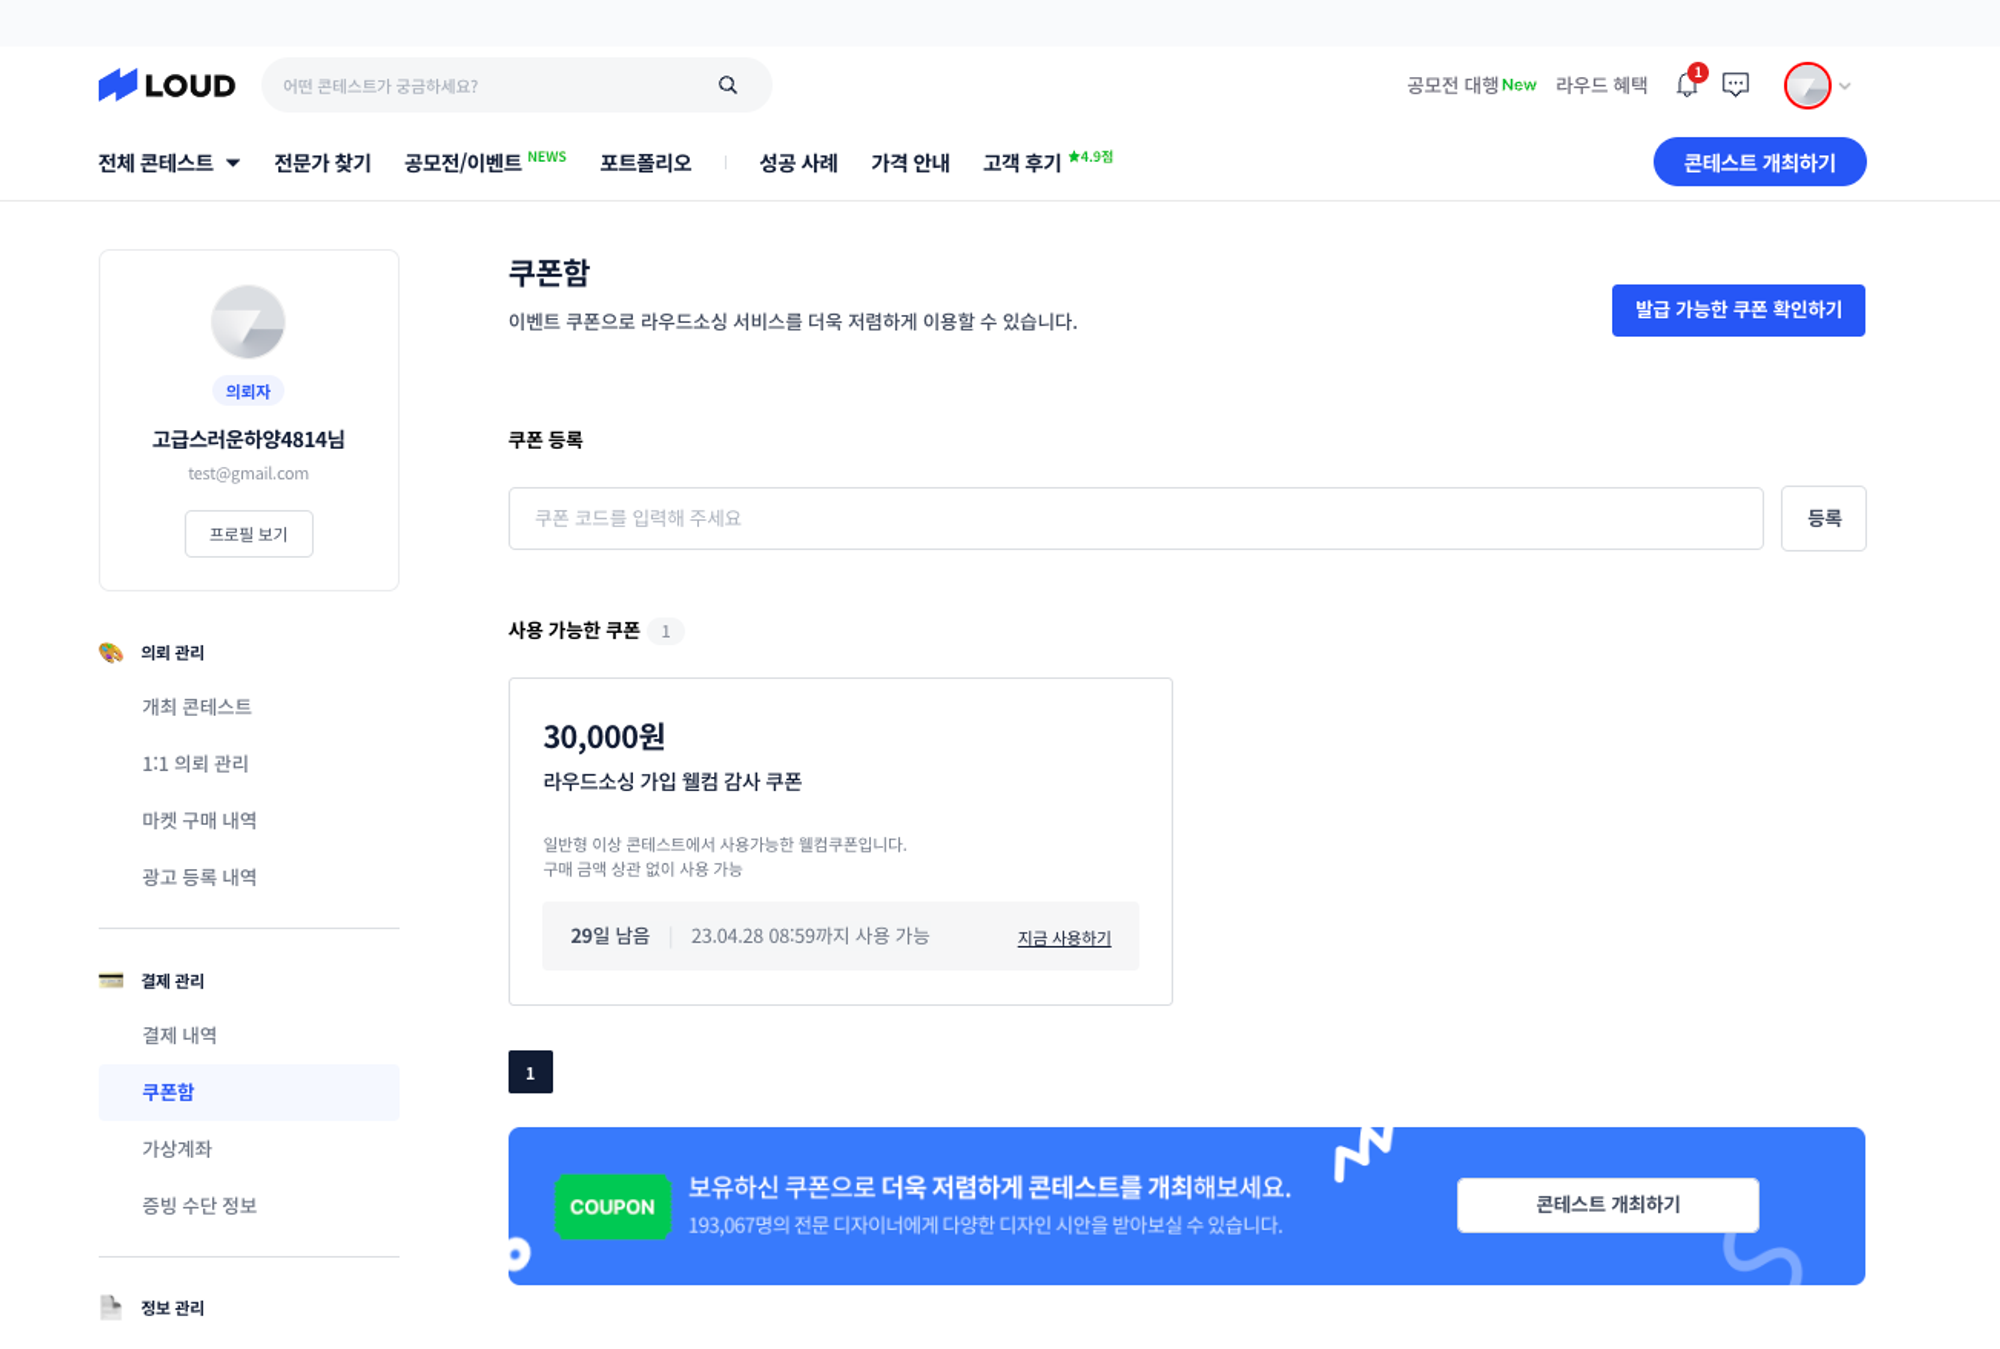 LOUD
어떤 콘테스트가 궁금하세요?
공모전 대행 New
라우드 혜택
1
전체 콘테스트
전문가 찾기
공모전/이벤트 NEWS
포트폴리오
성공 사례
가격 안내
고객 후기 ★4.9점
콘테스트 개최하기
의뢰자
고급스러운하양4814님
test@gmail.com
프로필 보기
의뢰 관리
개최 콘테스트
1:1 의뢰 관리
마켓 구매 내역
광고 등록 내역
결제 관리
결제 내역
쿠폰함
가상계좌
증빙 수단 정보
정보 관리
쿠폰함
이벤트 쿠폰으로 라우드소싱 서비스를 더욱 저렴하게 이용할 수 있습니다.
발급 가능한 쿠폰 확인하기
쿠폰 등록
쿠폰 코드를 입력해 주세요
등록
사용 가능한 쿠폰 1
30,000원
라우드소싱 가입 웰컴 감사 쿠폰
일반형 이상 콘테스트에서 사용가능한 웰컴쿠폰입니다.
구매 금액 상관 없이 사용 가능
29일 남음
23.04.28 08:59까지 사용 가능
지금 사용하기
1
COUPON
보유하신 쿠폰으로 더욱 저렴하게 콘테스트를 개최해보세요.
193,067명의 전문 디자이너에게 다양한 디자인 시안을 받아보실 수 있습니다.
콘테스트 개최하기